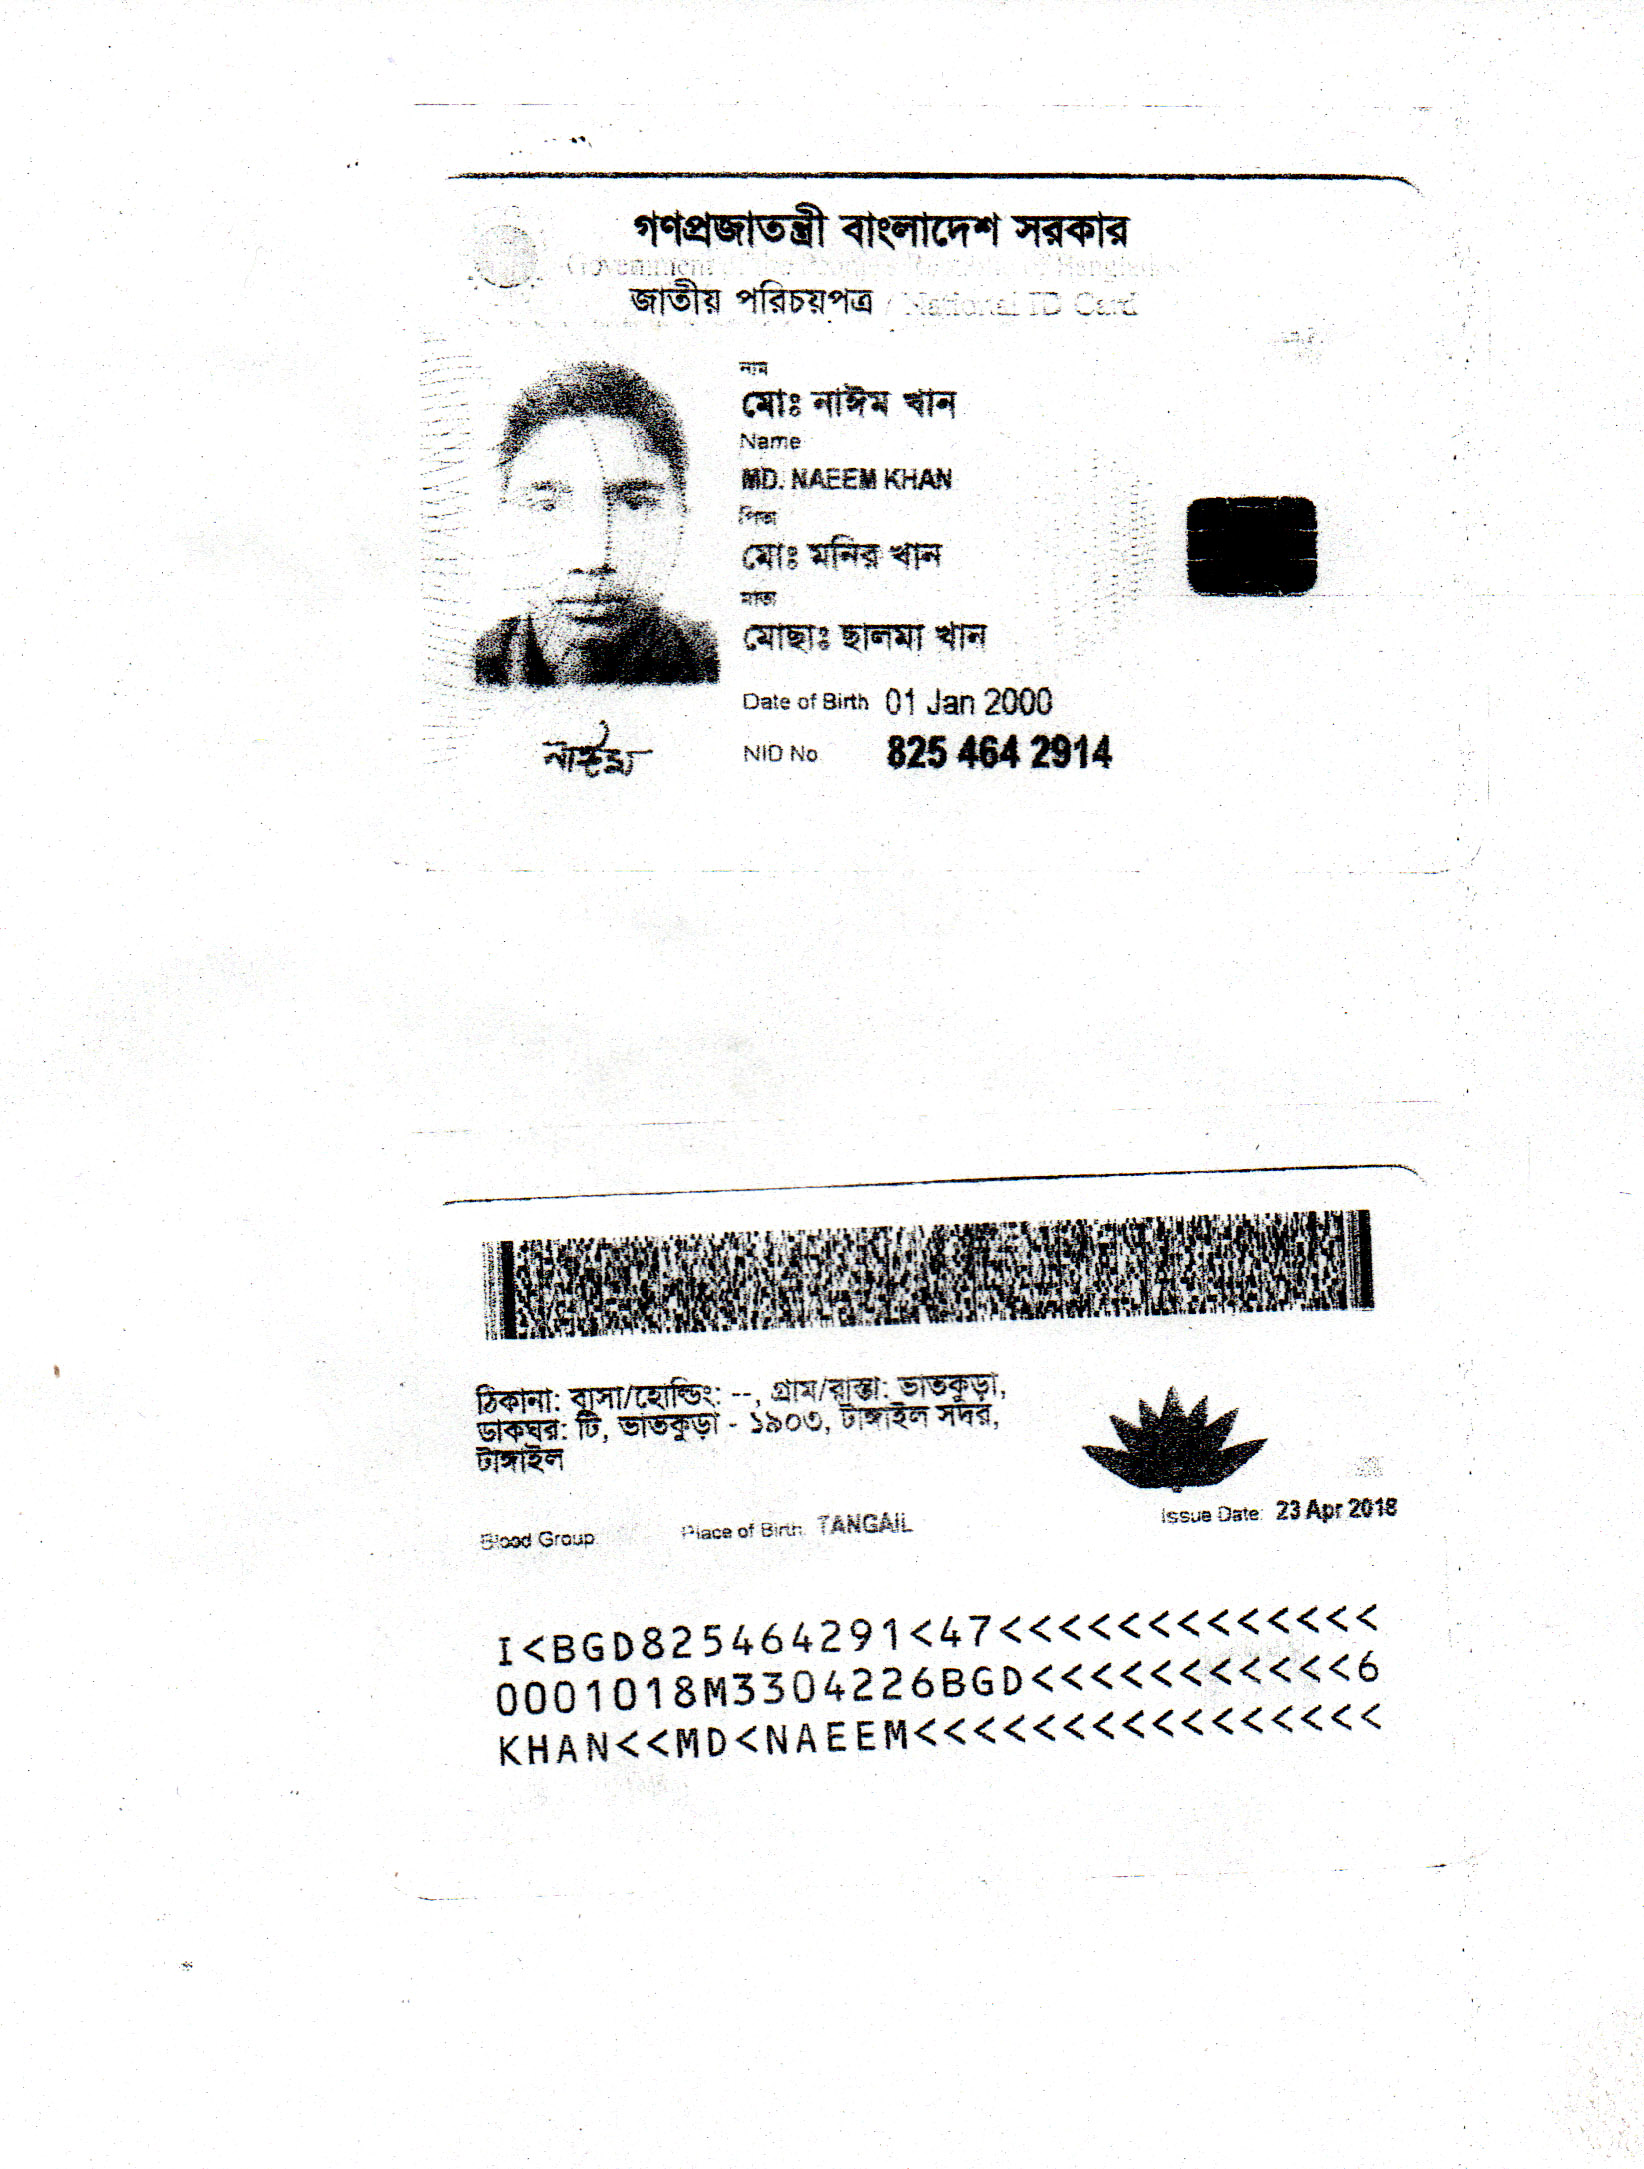 গণপ্রজাতন্ত্রী বাংলাদেশ সরকার
Government of the People's Republic of Bangladesh
জাতীয় পরিচয়পত্র / National ID Card
নাম
মোঃ নাঈম খান
Name
MD. NAEEM KHAN
পিতা
মোঃ মনির খান
মাতা
মোছাঃ ছালমা খান
Date of Birth 01 Jan 2000
NID No 825 464 2914
নাঈম
ঠিকানা: বাসা/হোল্ডিং: --, গ্রাম/রাস্তা: ভাতকুড়া,
ডাকঘর: টি, ভাতকুড়া - ১৯০৩, টাঙ্গাইল সদর,
টাঙ্গাইল
Blood Group Place of Birth: TANGAIL Issue Date: 23 Apr 2018
I<BGD825464291<47<<<<<<<<<<<<<
0001018M3304226BGD<<<<<<<<<<<6
KHAN<<MD<NAEEM<<<<<<<<<<<<<<<<